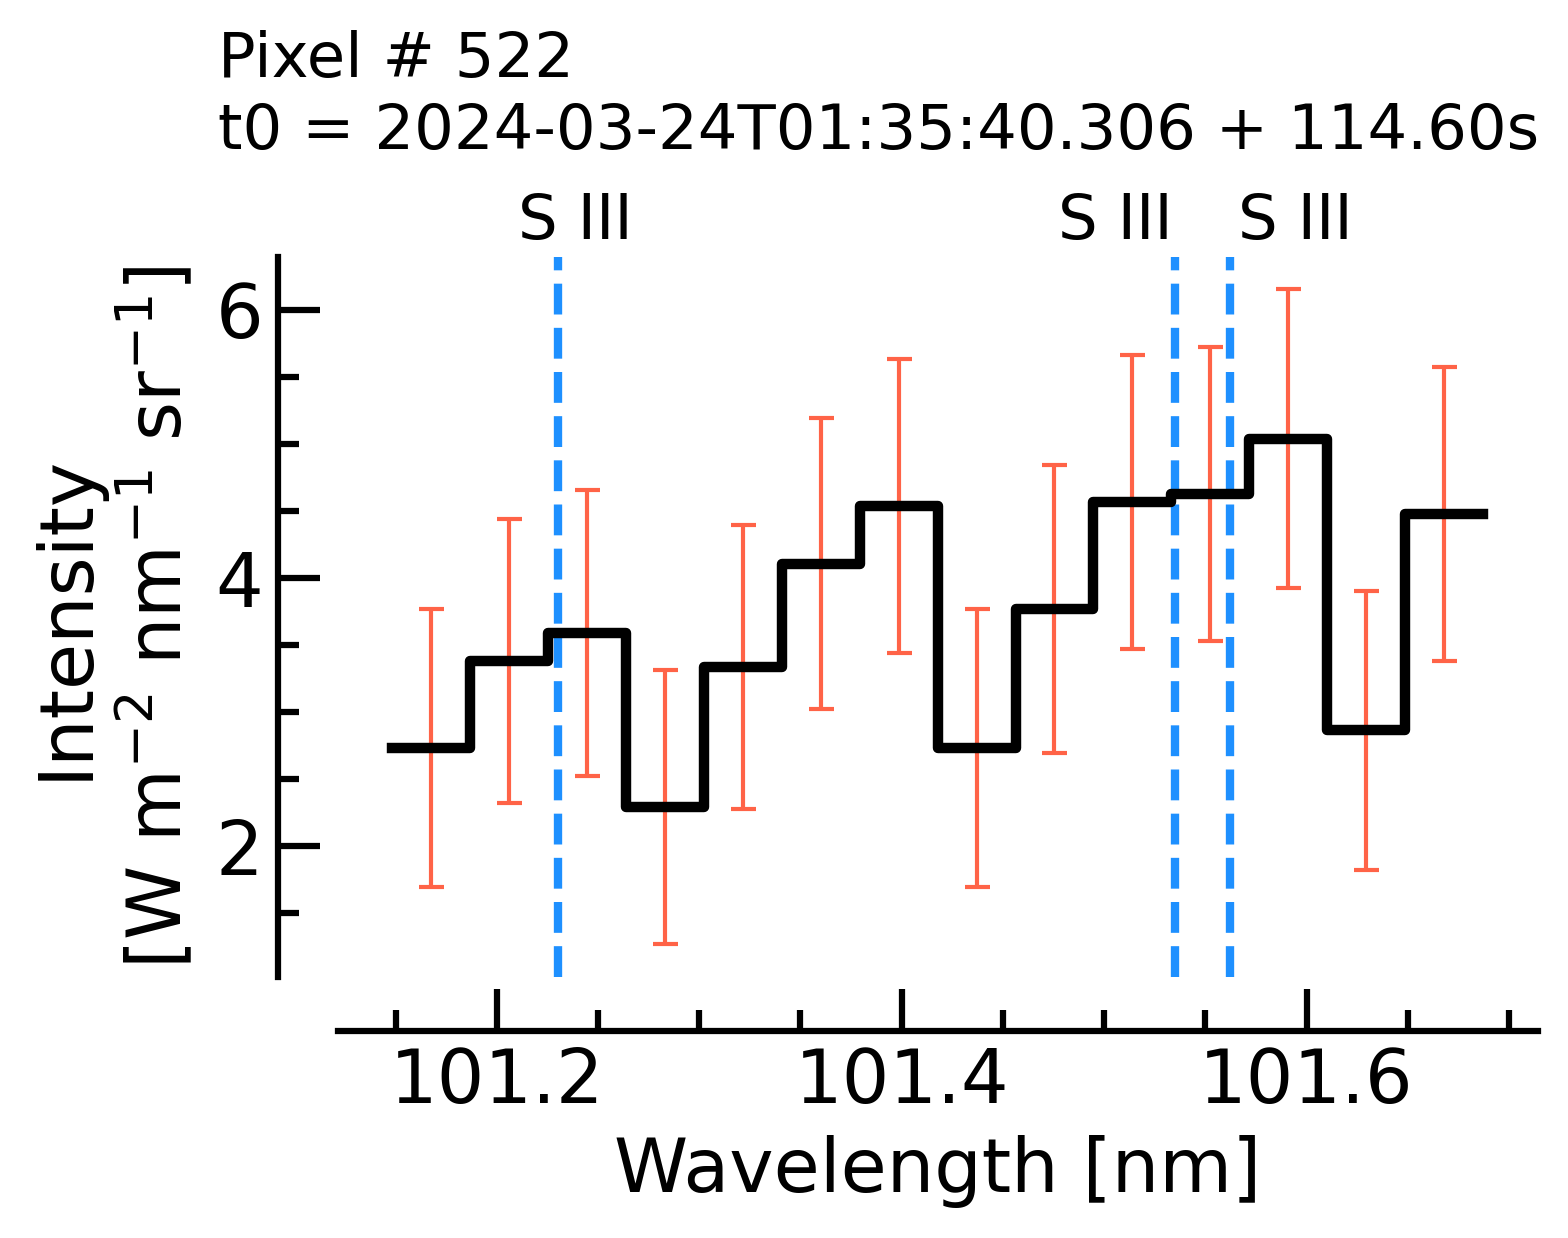 Pixel # 522
t0 = 2024-03-24T01:35:40.306 + 114.60s
S III S III S III
Intensity
[W m⁻² nm⁻¹ sr⁻¹]
6
4
2
101.2 101.4 101.6
Wavelength [nm]